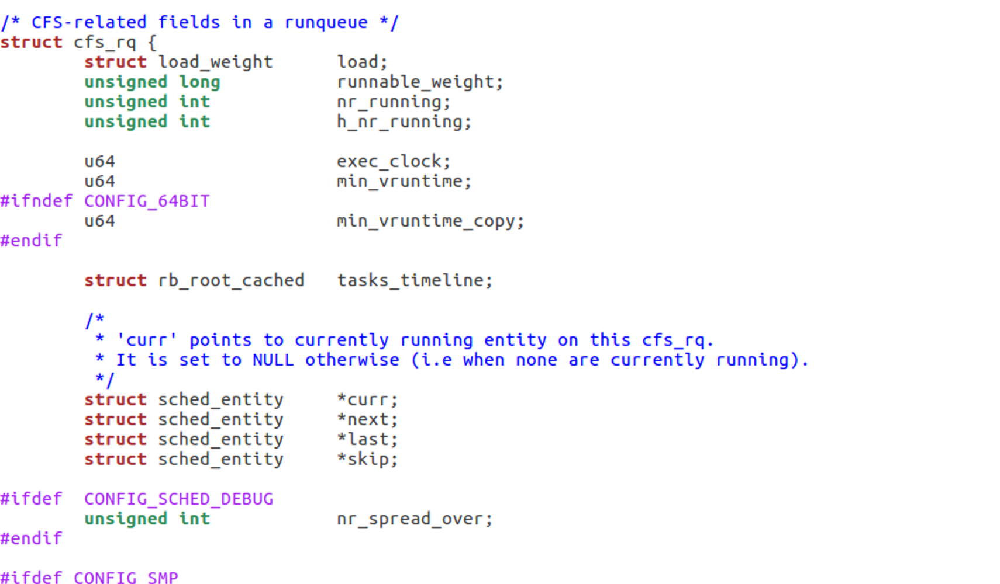 /* CFS-related fields in a runqueue */
struct cfs_rq {
        struct load_weight      load;
        unsigned long           runnable_weight;
        unsigned int            nr_running;
        unsigned int            h_nr_running;

        u64                     exec_clock;
        u64                     min_vruntime;
#ifndef CONFIG_64BIT
        u64                     min_vruntime_copy;
#endif

        struct rb_root_cached   tasks_timeline;

        /*
         * 'curr' points to currently running entity on this cfs_rq.
         * It is set to NULL otherwise (i.e when none are currently running).
         */
        struct sched_entity     *curr;
        struct sched_entity     *next;
        struct sched_entity     *last;
        struct sched_entity     *skip;

#ifdef  CONFIG_SCHED_DEBUG
        unsigned int            nr_spread_over;
#endif

#ifdef CONFIG_SMP